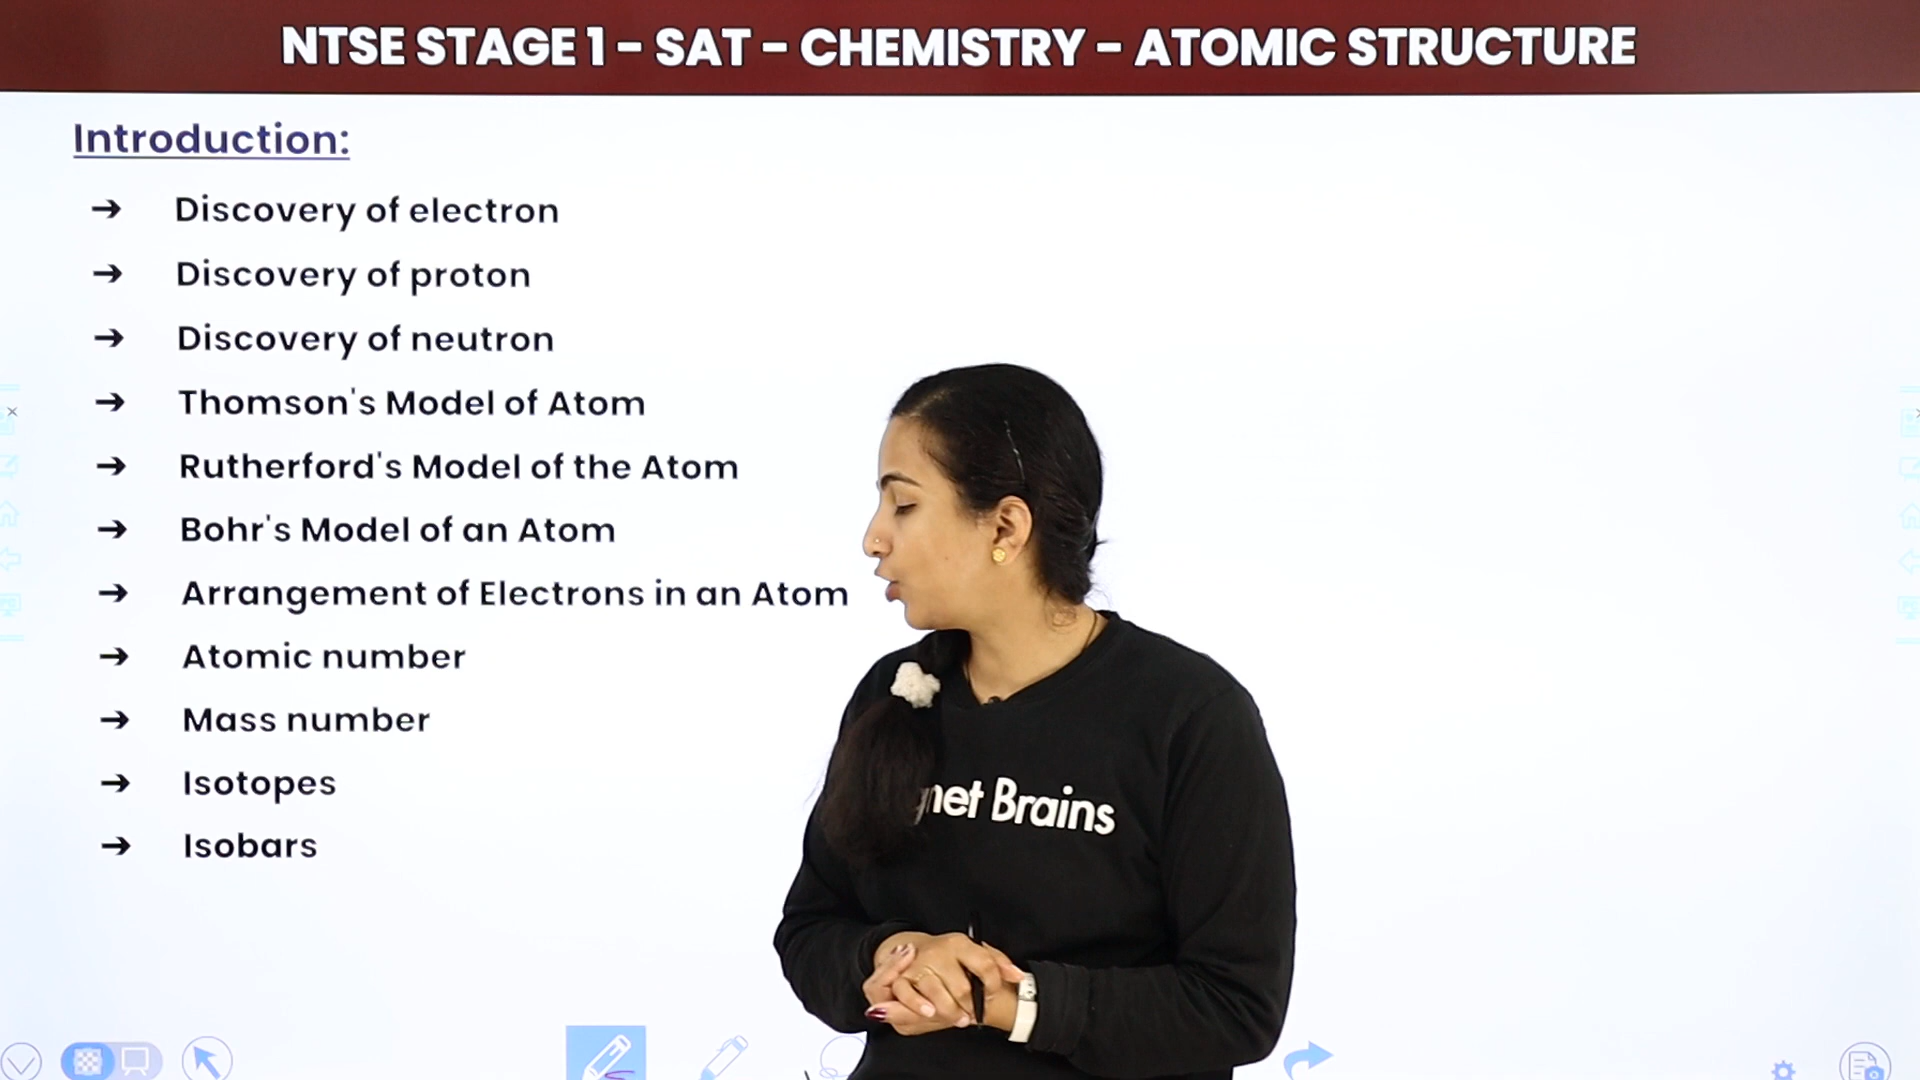 NTSE STAGE 1 - SAT - CHEMISTRY - ATOMIC STRUCTURE
Introduction:
→ Discovery of electron
→ Discovery of proton
→ Discovery of neutron
→ Thomson's Model of Atom
→ Rutherford's Model of the Atom
→ Bohr's Model of an Atom
→ Arrangement of Electrons in an Atom
→ Atomic number
→ Mass number
→ Isotopes
→ Isobars
Brains